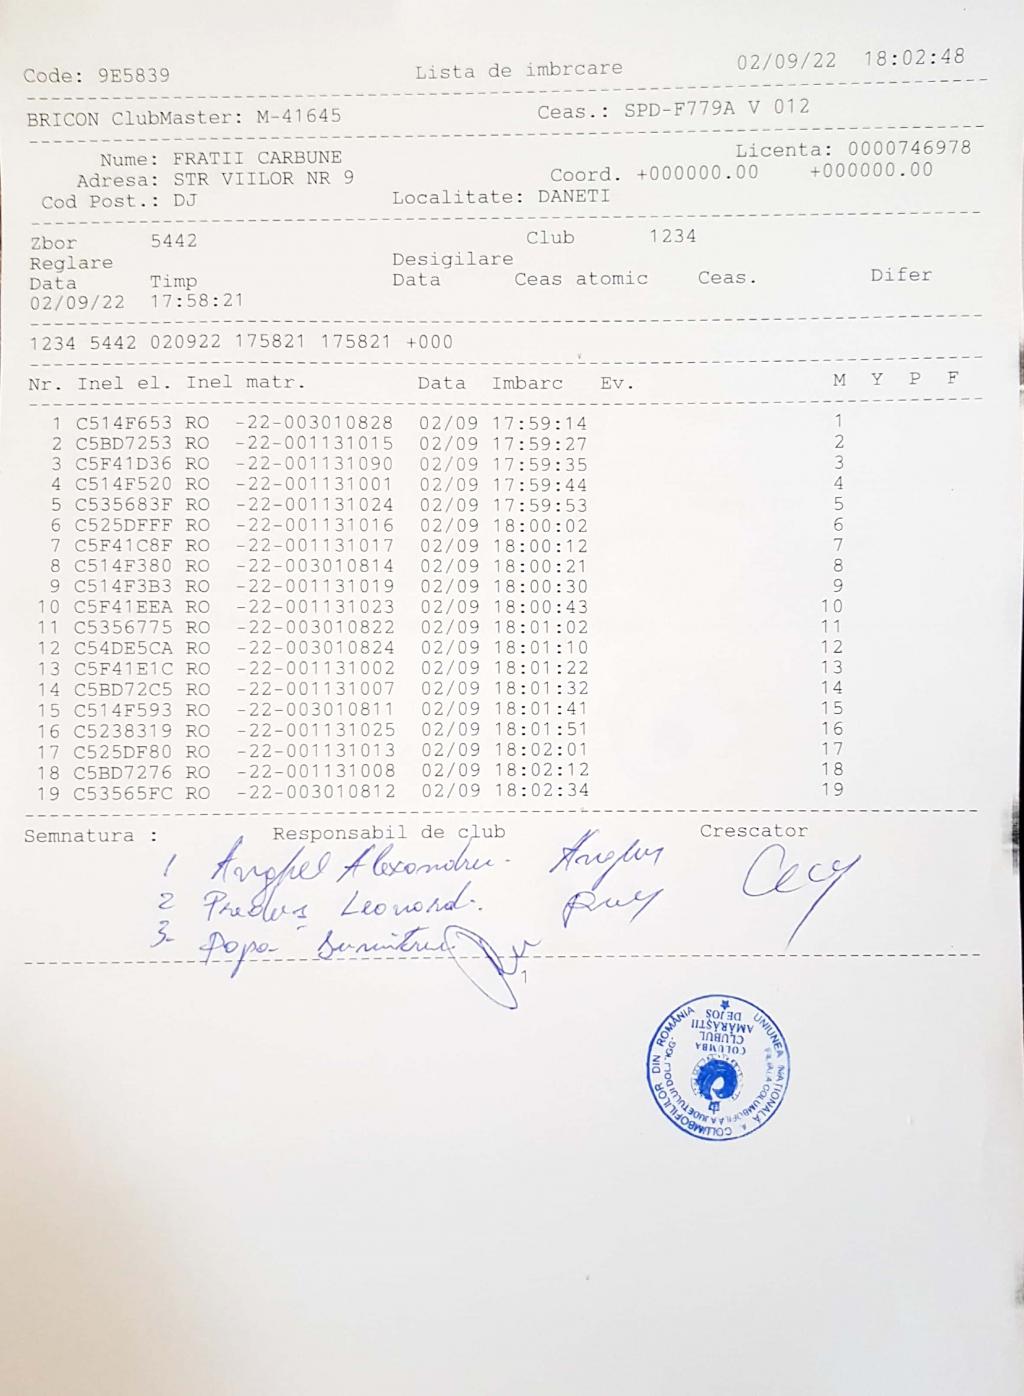 Code: 9E5839 Lista de imbrcare 02/09/22 18:02:48
BRICON ClubMaster: M-41645 Ceas.: SPD-F779A V 012
Nume: FRATII CARBUNE Licenta: 0000746978
Adresa: STR VIILOR NR 9 Coord. +000000.00 +000000.00
Cod Post.: DJ Localitate: DANETI
Zbor 5442 Club 1234
Reglare Desigilare
Data Timp Data Ceas atomic Ceas. Difer
02/09/22 17:58:21
1234 5442 020922 175821 175821 +000
Nr. Inel el. Inel matr. Data Imbarc Ev. M Y P F
1 C514F653 RO -22-003010828 02/09 17:59:14 1
2 C5BD7253 RO -22-001131015 02/09 17:59:27 2
3 C5F41D36 RO -22-001131090 02/09 17:59:35 3
4 C514F520 RO -22-001131001 02/09 17:59:44 4
5 C535683F RO -22-001131024 02/09 17:59:53 5
6 C525DFFF RO -22-001131016 02/09 18:00:02 6
7 C5F41C8F RO -22-001131017 02/09 18:00:12 7
8 C514F380 RO -22-003010814 02/09 18:00:21 8
9 C514F3B3 RO -22-001131019 02/09 18:00:30 9
10 C5F41EEA RO -22-001131023 02/09 18:00:43 10
11 C5356775 RO -22-003010822 02/09 18:01:02 11
12 C54DE5CA RO -22-003010824 02/09 18:01:10 12
13 C5F41E1C RO -22-001131002 02/09 18:01:22 13
14 C5BD72C5 RO -22-001131007 02/09 18:01:32 14
15 C514F593 RO -22-003010811 02/09 18:01:41 15
16 C5238319 RO -22-001131025 02/09 18:01:51 16
17 C525DF80 RO -22-001131013 02/09 18:02:01 17
18 C5BD7276 RO -22-001131008 02/09 18:02:12 18
19 C53565FC RO -22-003010812 02/09 18:02:34 19
Semnatura : Responsabil de club Crescator
1 Anghel Alexandru.
2 Leonard.
3- Popa Dumitru
1
UNIUNEA NAȚIONALĂ A COLUMBOFILILOR DIN ROMÂNIA
COLUMBA
CLUBUL
AMĂRĂȘTII
DE JOS